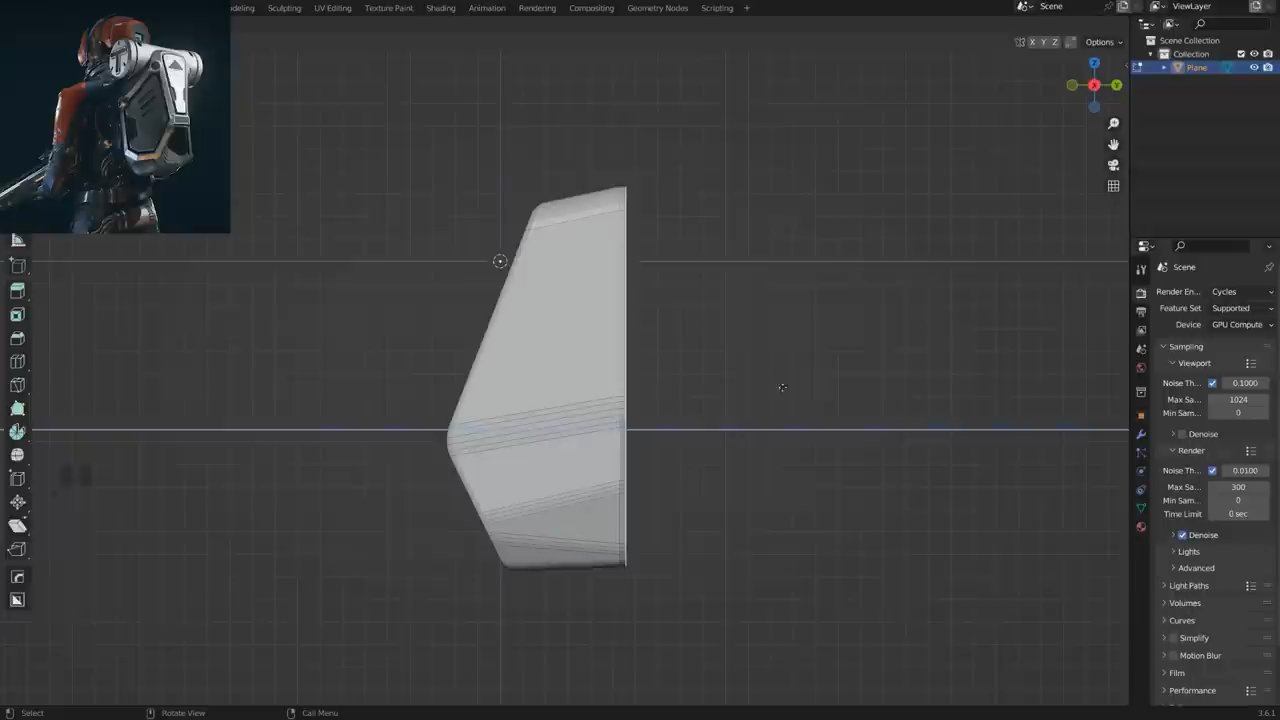 deling Sculpting UV Editing Texture Paint Shading Animation Rendering Compositing Geometry Nodes Scripting +
Scene
ViewLayer
X Y Z Options
Scene Collection
Collection
Plane
Z
X
Y
Scene
Render En... Cycles
Feature Set Supported
Device GPU Compute
Sampling
Viewport
Noise Th... 0.1000
Max Sa... 1024
Min Sam... 0
Denoise
Render
Noise Th... 0.0100
Max Sa... 300
Min Sam... 0
Time Limit 0 sec
Denoise
Lights
Advanced
Light Paths
Volumes
Curves
Simplify
Motion Blur
Film
Performance
Select Rotate View Call Menu 3.6.1